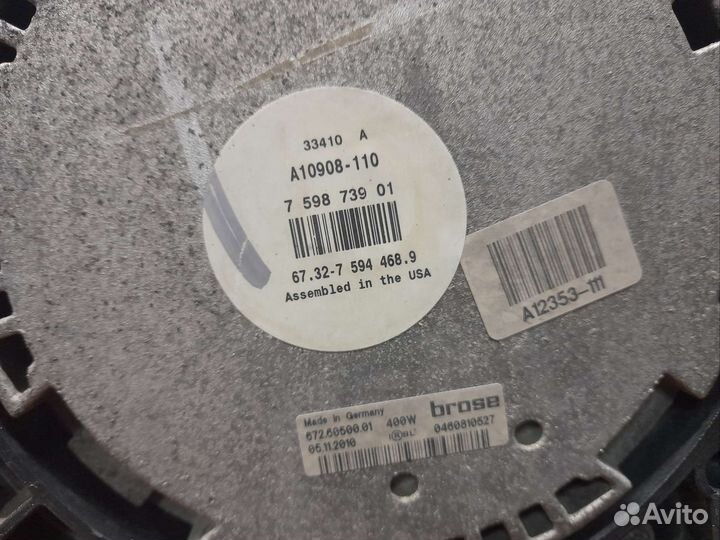 33410 A
A10908-110
7 598 739 01
67.32-7 594 468.9
Assembled in the USA
A12353-111
Made in Germany
400W
brose
672.60500.01
05.11.2010
0460810527
Avito